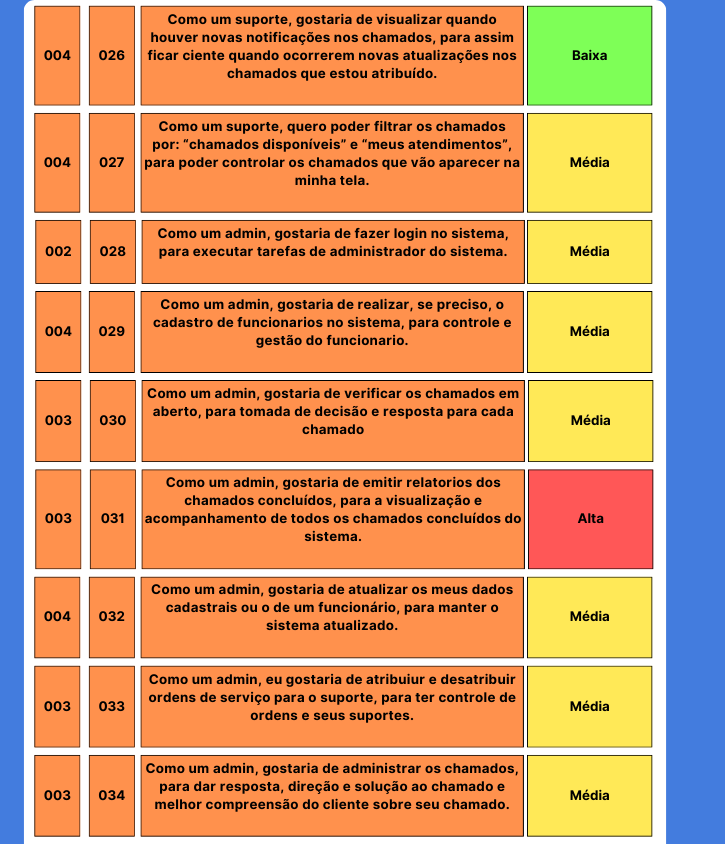 Como um suporte, gostaria de visualizar quando
houver novas notificações nos chamados, para assim
004 026 ficar ciente quando ocorrerem novas atualizações nos Baixa
chamados que estou atribuído.
Como um suporte, quero poder filtrar os chamados
por: “chamados disponíveis” e “meus atendimentos”,
004 027 para poder controlar os chamados que vão aparecer na Média
minha tela.
Como um admin, gostaria de fazer login no sistema,
002 028 para executar tarefas de administrador do sistema. Média
Como um admin, gostaria de realizar, se preciso, o
004 029 cadastro de funcionarios no sistema, para controle e Média
gestão do funcionario.
Como um admin, gostaria de verificar os chamados em
003 030 aberto, para tomada de decisão e resposta para cada Média
chamado
Como um admin, gostaria de emitir relatorios dos
chamados concluídos, para a visualização e
003 031 acompanhamento de todos os chamados concluídos do Alta
sistema.
Como um admin, gostaria de atualizar os meus dados
004 032 cadastrais ou o de um funcionário, para manter o Média
sistema atualizado.
Como um admin, eu gostaria de atribuiur e desatribuir
003 033 ordens de serviço para o suporte, para ter controle de Média
ordens e seus suportes.
Como um admin, gostaria de administrar os chamados,
003 034 para dar resposta, direção e solução ao chamado e Média
melhor compreensão do cliente sobre seu chamado.